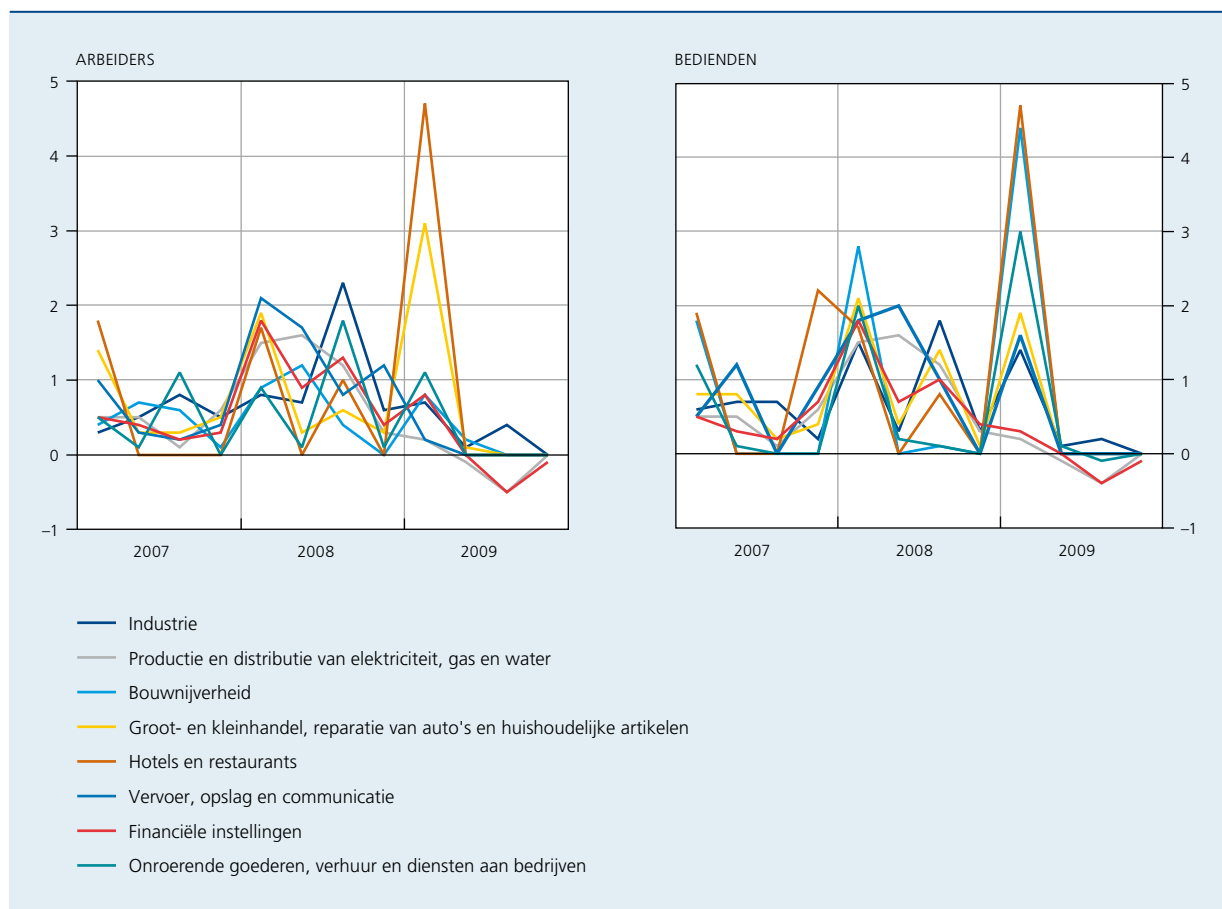 ARBEIDERS
5
4
3
2
1
0
–1
2007 2008 2009
BEDIENDEN
5
4
3
2
1
0
–1
2007 2008 2009
Industrie
Productie en distributie van elektriciteit, gas en water
Bouwnijverheid
Groot- en kleinhandel, reparatie van auto's en huishoudelijke artikelen
Hotels en restaurants
Vervoer, opslag en communicatie
Financiële instellingen
Onroerende goederen, verhuur en diensten aan bedrijven